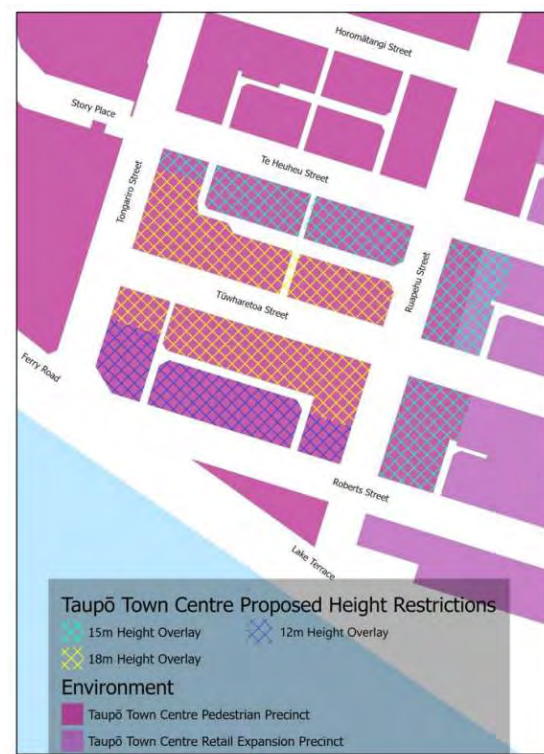 Horomātangi Street
Story Place
Te Heuheu Street
Tongariro Street
Ruapehu Street
Tūwharetoa Street
Ferry Road
Roberts Street
Lake Terrace
Taupō Town Centre Proposed Height Restrictions
15m Height Overlay
12m Height Overlay
18m Height Overlay
Environment
Taupō Town Centre Pedestrian Precinct
Taupō Town Centre Retail Expansion Precinct